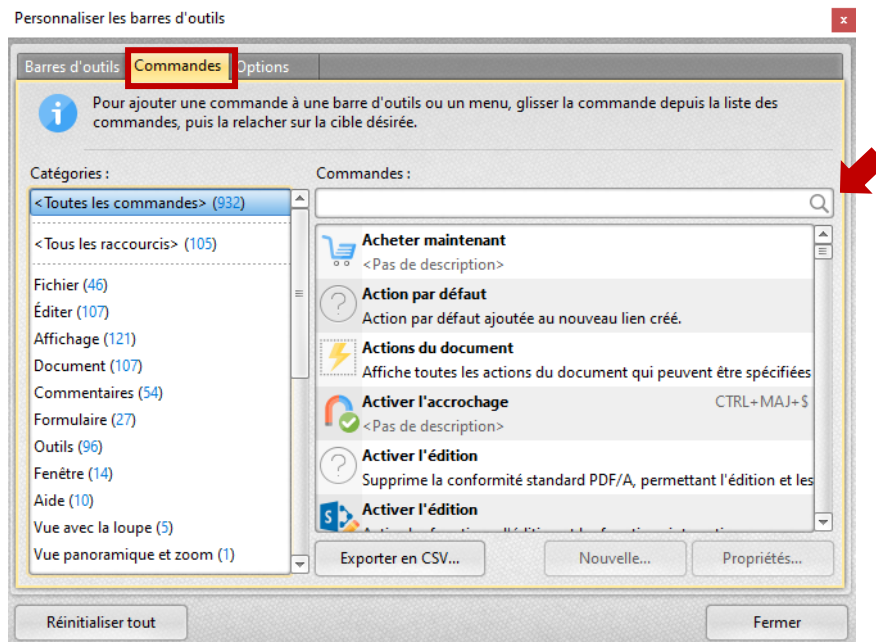 Personnaliser les barres d'outils
x
Barres d'outils Commandes Options
Pour ajouter une commande à une barre d'outils ou un menu, glisser la commande depuis la liste des
commandes, puis la relacher sur la cible désirée.
Catégories :
<Toutes les commandes> (932)
<Tous les raccourcis> (105)
Fichier (46)
Éditer (107)
Affichage (121)
Document (107)
Commentaires (54)
Formulaire (27)
Outils (96)
Fenêtre (14)
Aide (10)
Vue avec la loupe (5)
Vue panoramique et zoom (1)
Commandes :
Acheter maintenant
<Pas de description>
Action par défaut
Action par défaut ajoutée au nouveau lien créé.
Actions du document
Affiche toutes les actions du document qui peuvent être spécifiées
Activer l'accrochage CTRL+MAJ+$
<Pas de description>
Activer l'édition
Supprime la conformité standard PDF/A, permettant l'édition et les
Activer l'édition
Exporter en CSV... Nouvelle... Propriétés...
Réinitialiser tout Fermer